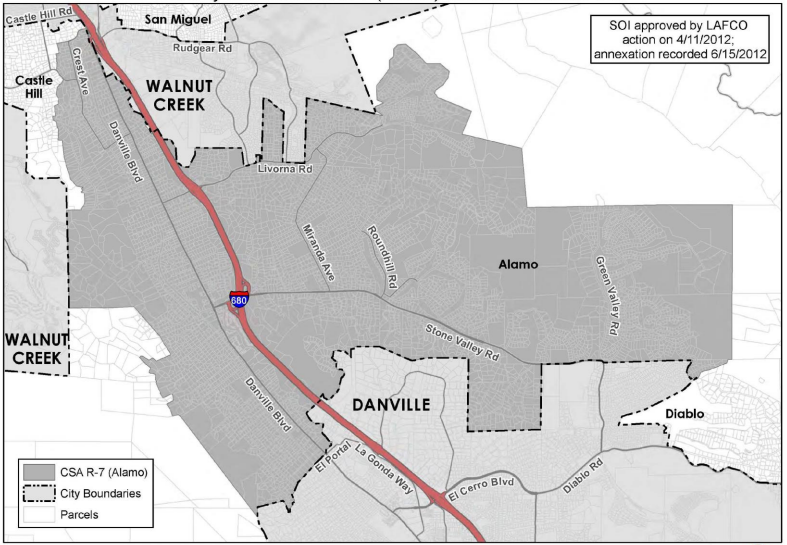 Castle Hill Rd
San Miguel
SOI approved by LAFCO
action on 4/11/2012;
annexation recorded 6/15/2012
Rudgear Rd
Crest Ave
Castle
Hill
WALNUT
CREEK
Danville Blvd
Livorna Rd
Miranda Ave
Roundhill Rd
Alamo
Green Valley Rd
680
Stone Valley Rd
WALNUT
CREEK
Danville Blvd
DANVILLE
Diablo
El Portal
La Gonda Way
El Cerro Blvd
Diablo Rd
CSA R-7 (Alamo)
City Boundaries
Parcels